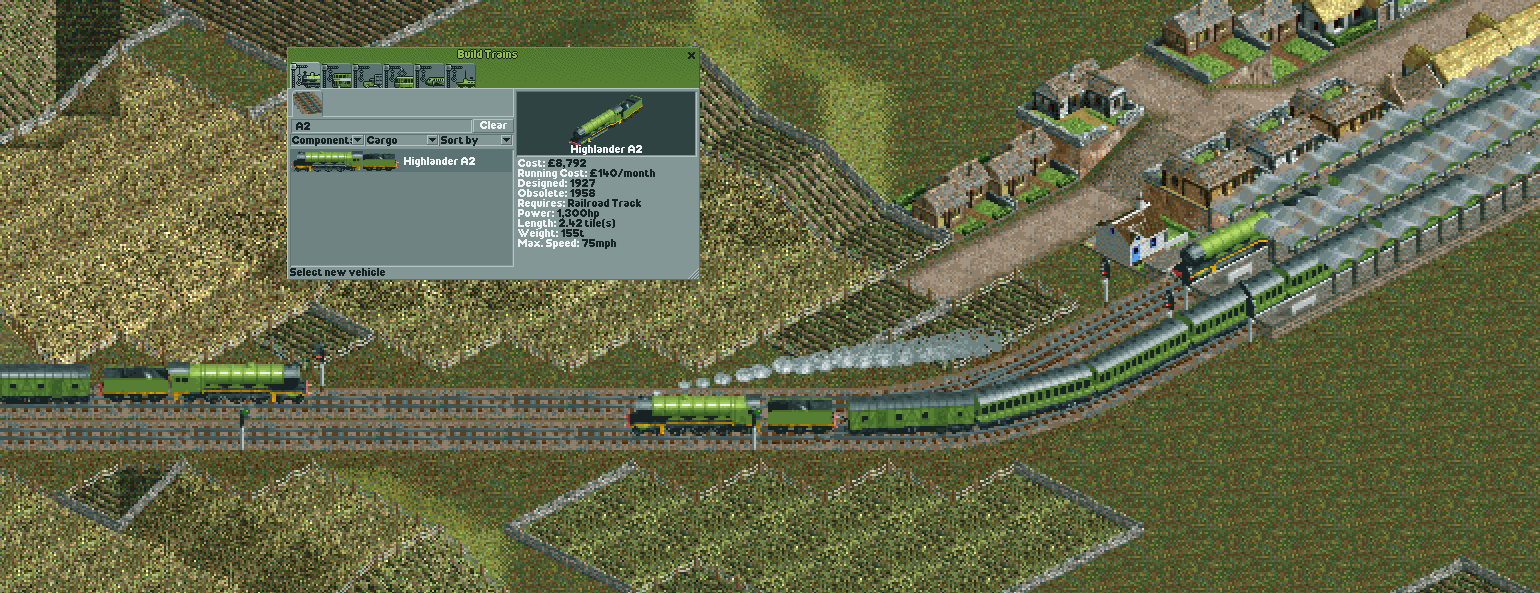 Build Trains
A2 Clear
Component: Cargo Sort by
Highlander A2
Highlander A2
Cost: £8,792
Running Cost: £140/month
Designed: 1927
Obsolete: 1958
Requires: Railroad Track
Power: 1,300hp
Length: 2.42 tile(s)
Weight: 155t
Max. Speed: 75mph
Select new vehicle